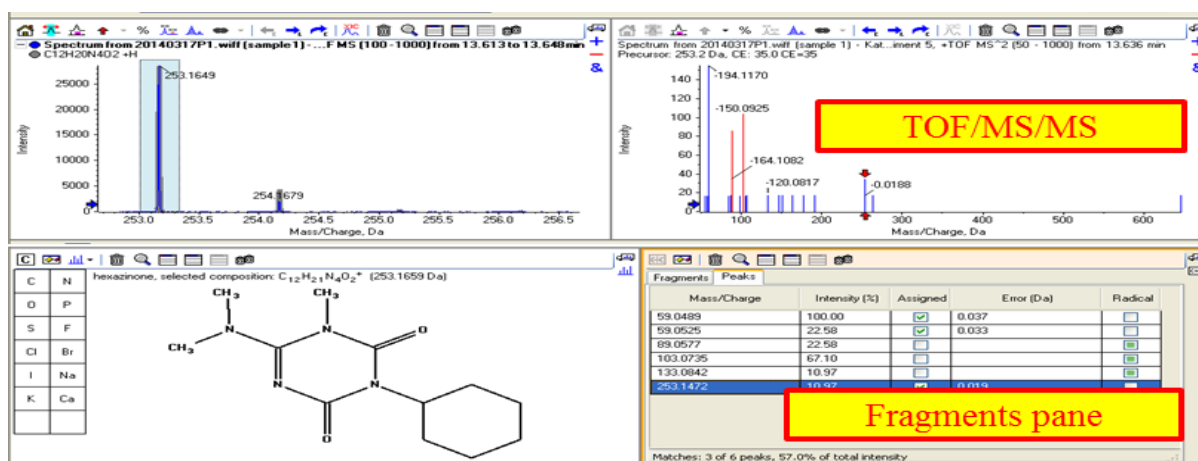 Spectrum from 20140317P1.wiff (sample 1) - ...F MS (100 - 1000) from 13.613 to 13.648 min
C12H20N4O2 +H
Intensity
25000
20000
15000
10000
5000
0
253.1649
254.1679
253.0 253.5 254.0 254.5 255.0 255.5 256.0 256.5
Mass/Charge, Da
Spectrum from 20140317P1.wiff (sample 1) - Kat...iment 5, +TOF MS^2 (50 - 1000) from 13.636 min
Precursor: 253.2 Da, CE: 35.0 CE=35
Intensity
140
120
100
80
60
40
20
0
-194.1170
-150.0925
-164.1082
-120.0817
-0.0188
100 200 300 400 500 600
Mass/Charge, Da
TOF/MS/MS
C N
O P
S F
Cl Br
I Na
K Ca
hexazinone, selected composition: C12H21N4O2+ (253.1659 Da)
CH3 CH3
N N O
CH3
N N
O
Fragments Peaks
Mass/Charge Intensity (%) Assigned Error (Da) Radical
59.0489 100.00 0.037
59.0525 22.58 0.033
89.0577 22.58
103.0735 67.10
133.0842 10.97
253.1472 10.97 0.019
Fragments pane
Matches: 3 of 6 peaks, 57.0% of total intensity